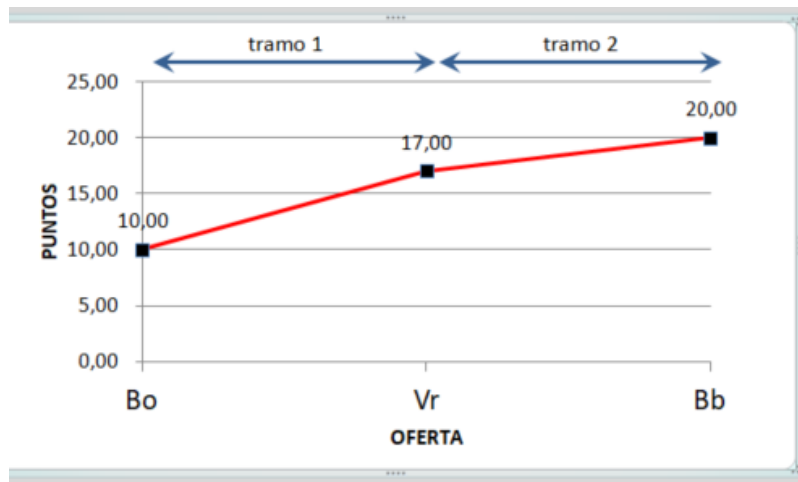 tramo 1
tramo 2
25,00
20,00
15,00
10,00
5,00
0,00
PUNTOS
10,00
17,00
20,00
Bo
Vr
Bb
OFERTA